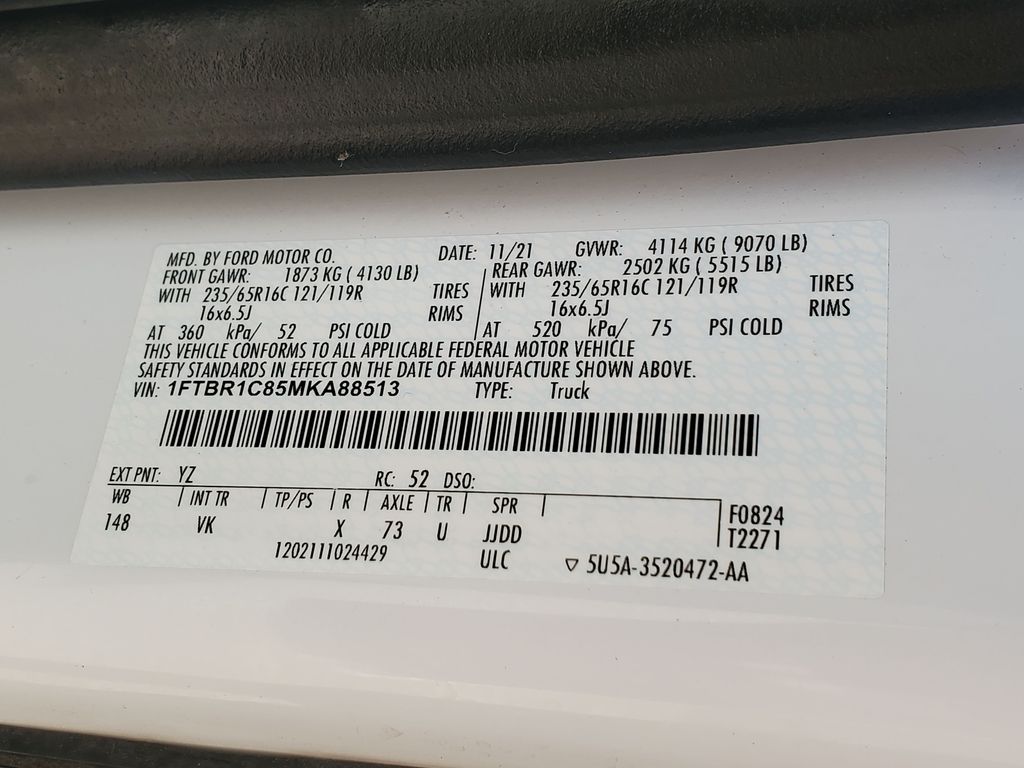 MFD. BY FORD MOTOR CO. DATE: 11/21 GVWR: 4114 KG ( 9070 LB)
FRONT GAWR: 1873 KG ( 4130 LB) REAR GAWR: 2502 KG ( 5515 LB)
WITH 235/65R16C 121/119R TIRES WITH 235/65R16C 121/119R TIRES
16x6.5J RIMS 16x6.5J RIMS
AT 360 kPa/ 52 PSI COLD AT 520 kPa/ 75 PSI COLD
THIS VEHICLE CONFORMS TO ALL APPLICABLE FEDERAL MOTOR VEHICLE
SAFETY STANDARDS IN EFFECT ON THE DATE OF MANUFACTURE SHOWN ABOVE.
VIN: 1FTBR1C85MKA88513 TYPE: Truck
EXT PNT: YZ RC: 52 DSO:
WB INT TR TP/PS R AXLE TR SPR F0824
148 VK X 73 U JJDD T2271
1202111024429 ULC ▽ 5U5A-3520472-AA